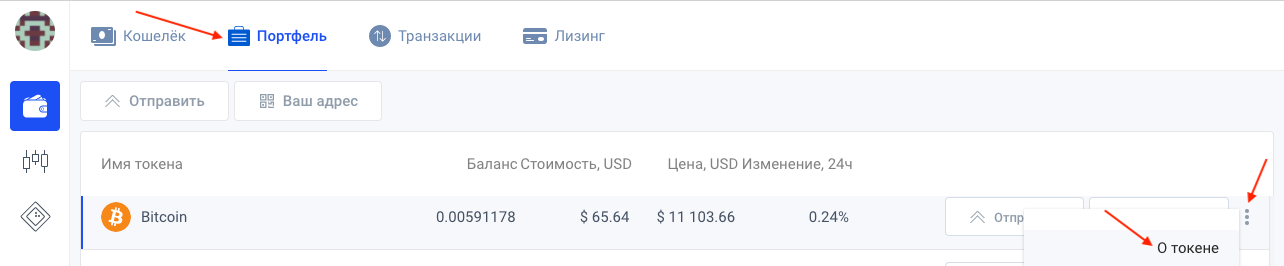 Кошелёк Портфель Транзакции Лизинг
Отправить Ваш адрес
Имя токена Баланс Стоимость, USD Цена, USD Изменение, 24ч
Bitcoin 0.00591178 $ 65.64 $ 11 103.66 0.24% Отпр
О токене